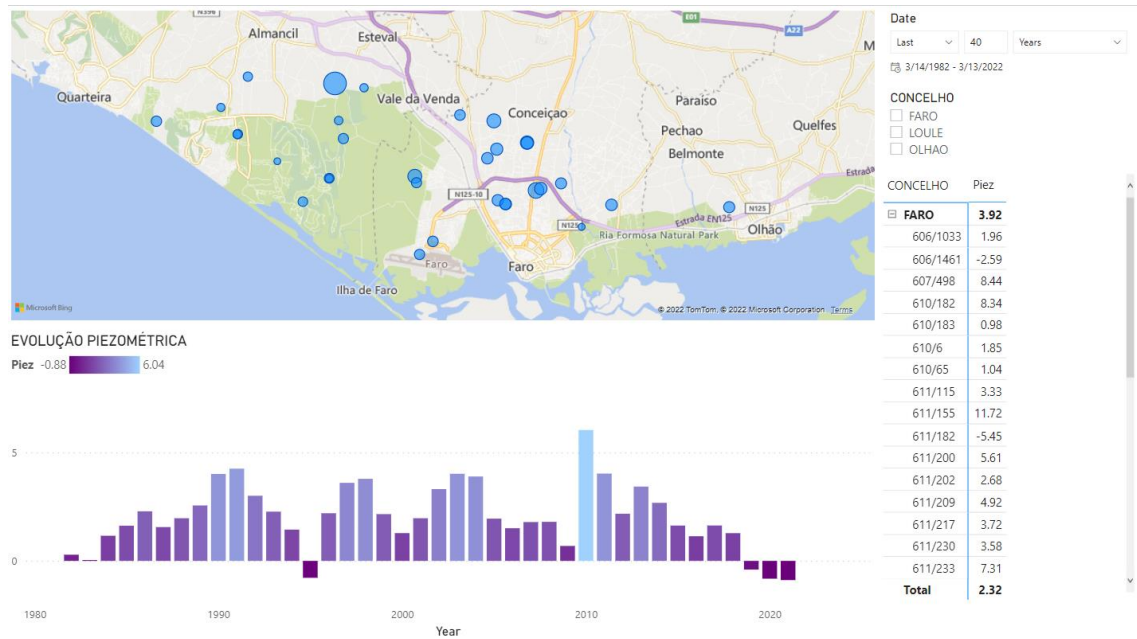 N396
E01
A22
Almancil
Esteval
M
Quarteira
Vale da Venda
Conceiçao
Paraiso
Pechao
Quelfes
Belmonte
Estrada
N125-10
N125
Estrada EN125
N125
Ria Formosa Natural Park
Olhão
Faro
Faro
Ilha de Faro
Microsoft Bing
© 2022 TomTom, © 2022 Microsoft Corporation Terms
Date
Last 40 Years
3/14/1982 - 3/13/2022
CONCELHO
FARO
LOULE
OLHAO
CONCELHO Piez
FARO 3.92
606/1033 1.96
606/1461 -2.59
607/498 8.44
610/182 8.34
610/183 0.98
610/6 1.85
610/65 1.04
611/115 3.33
611/155 11.72
611/182 -5.45
611/200 5.61
611/202 2.68
611/209 4.92
611/217 3.72
611/230 3.58
611/233 7.31
Total 2.32
EVOLUÇÃO PIEZOMÉTRICA
Piez -0.88 6.04
5
0
1980 1990 2000 2010 2020
Year